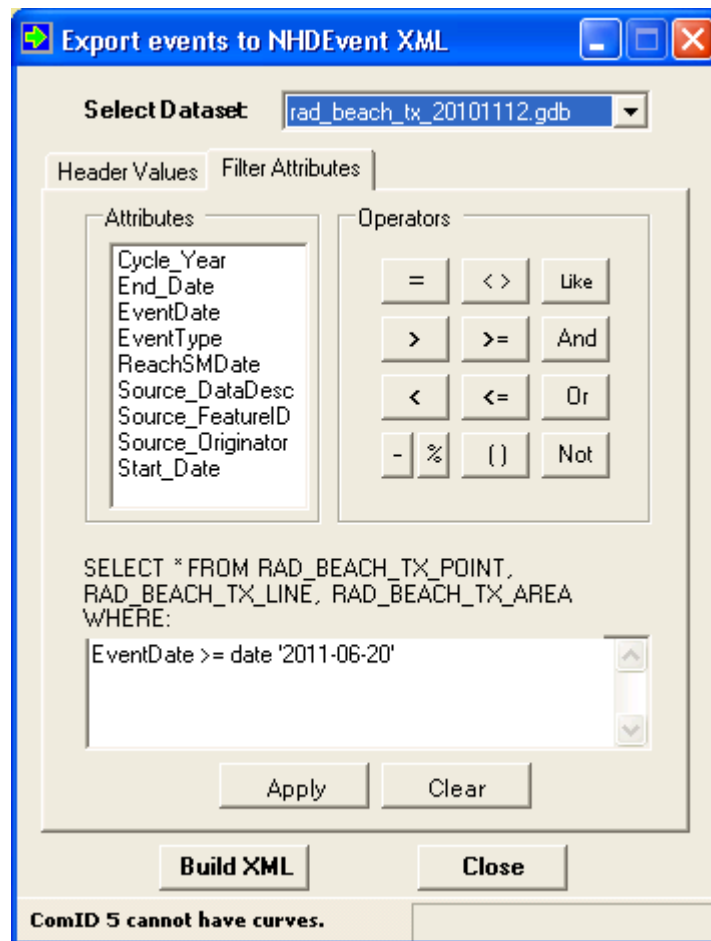 Export events to NHDEvent XML
Select Dataset:
rad_beach_tx_20101112.gdb
Header Values
Filter Attributes
Attributes
Cycle_Year
End_Date
EventDate
EventType
ReachSMDate
Source_DataDesc
Source_FeatureID
Source_Originator
Start_Date
Operators
= < > Like
> >= And
< <= Or
- % ( ) Not
SELECT * FROM RAD_BEACH_TX_POINT,
RAD_BEACH_TX_LINE, RAD_BEACH_TX_AREA
WHERE:
EventDate >= date '2011-06-20'
Apply
Clear
Build XML
Close
ComID 5 cannot have curves.